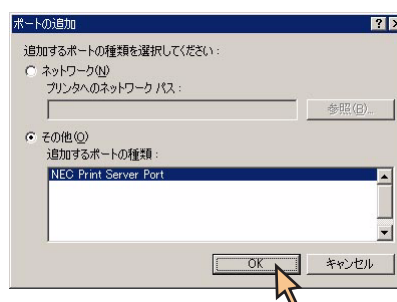 ポートの追加
追加するポートの種類を選択してください:
ネットワーク(N)
プリンタへのネットワーク パス:
参照(B)...
その他(O)
追加するポートの種類:
NEC Print Server Port
OK
キャンセル